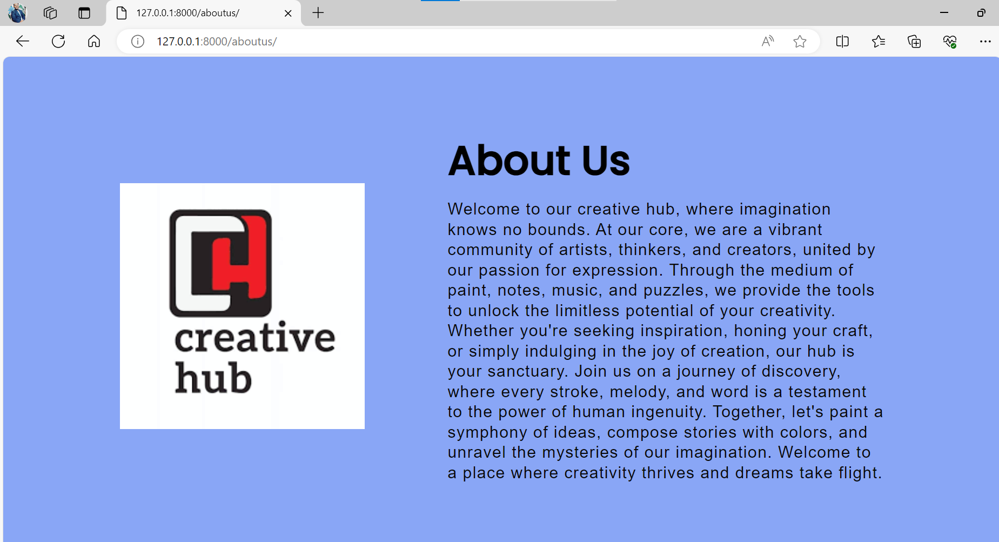 127.0.0.1:8000/aboutus/
127.0.0.1:8000/aboutus/
CH
creative
hub
About Us
Welcome to our creative hub, where imagination
knows no bounds. At our core, we are a vibrant
community of artists, thinkers, and creators, united by
our passion for expression. Through the medium of
paint, notes, music, and puzzles, we provide the tools
to unlock the limitless potential of your creativity.
Whether you're seeking inspiration, honing your craft,
or simply indulging in the joy of creation, our hub is
your sanctuary. Join us on a journey of discovery,
where every stroke, melody, and word is a testament
to the power of human ingenuity. Together, let's paint a
symphony of ideas, compose stories with colors, and
unravel the mysteries of our imagination. Welcome to
a place where creativity thrives and dreams take flight.